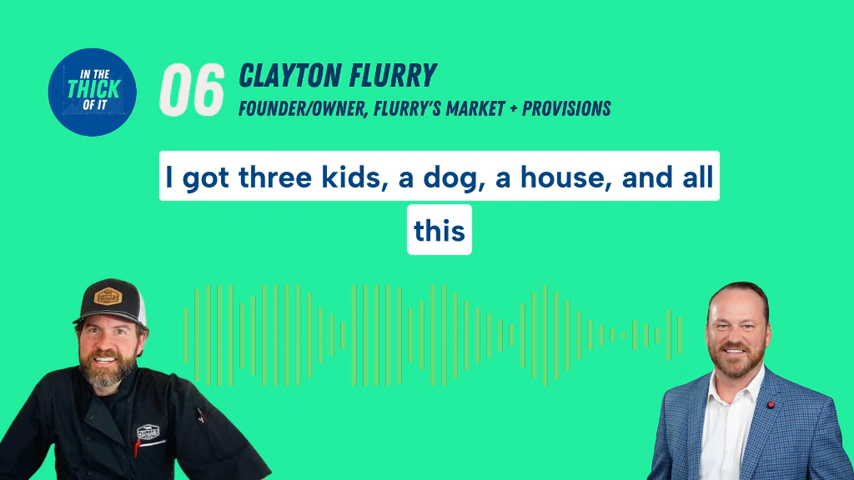 IN THE
THICK
OF IT
06
CLAYTON FLURRY
FOUNDER/OWNER, FLURRY'S MARKET + PROVISIONS
I got three kids, a dog, a house, and all
this